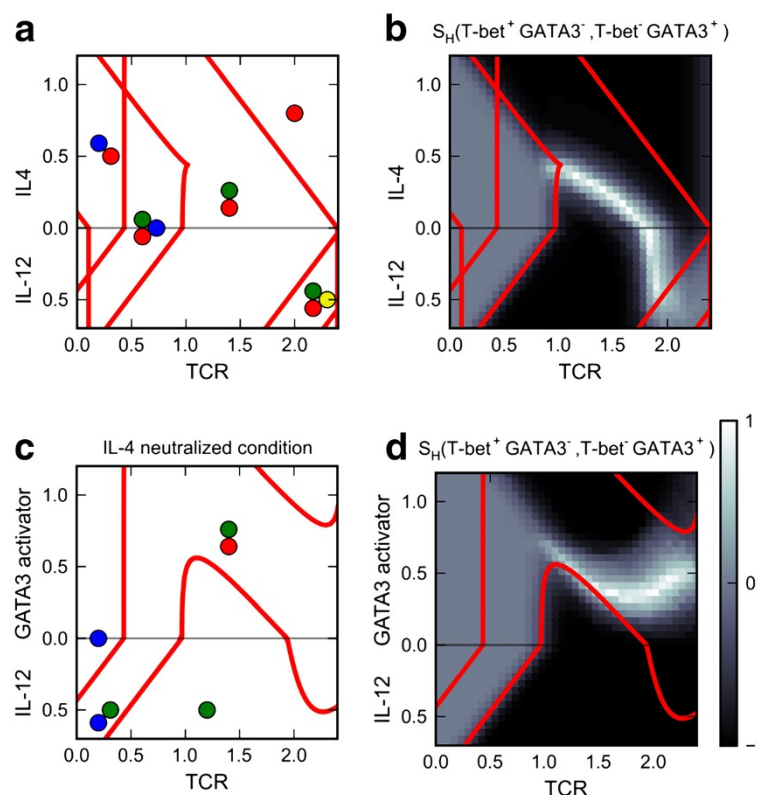 a
b
S_H(T-bet⁺ GATA3⁻ ,T-bet⁻ GATA3⁺)
1.0
0.5
0.0
0.5
IL4
IL-12
0.0 0.5 1.0 1.5 2.0
TCR
1.0
0.5
0.0
0.5
IL-4
IL-12
0.0 0.5 1.0 1.5 2.0
TCR
c
IL-4 neutralized condition
d
S_H(T-bet⁺ GATA3⁻ ,T-bet⁻ GATA3⁺)
1.0
0.5
0.0
0.5
GATA3 activator
IL-12
0.0 0.5 1.0 1.5 2.0
TCR
1.0
0.5
0.0
0.5
GATA3 activator
IL-12
0.0 0.5 1.0 1.5 2.0
TCR
1
0
−